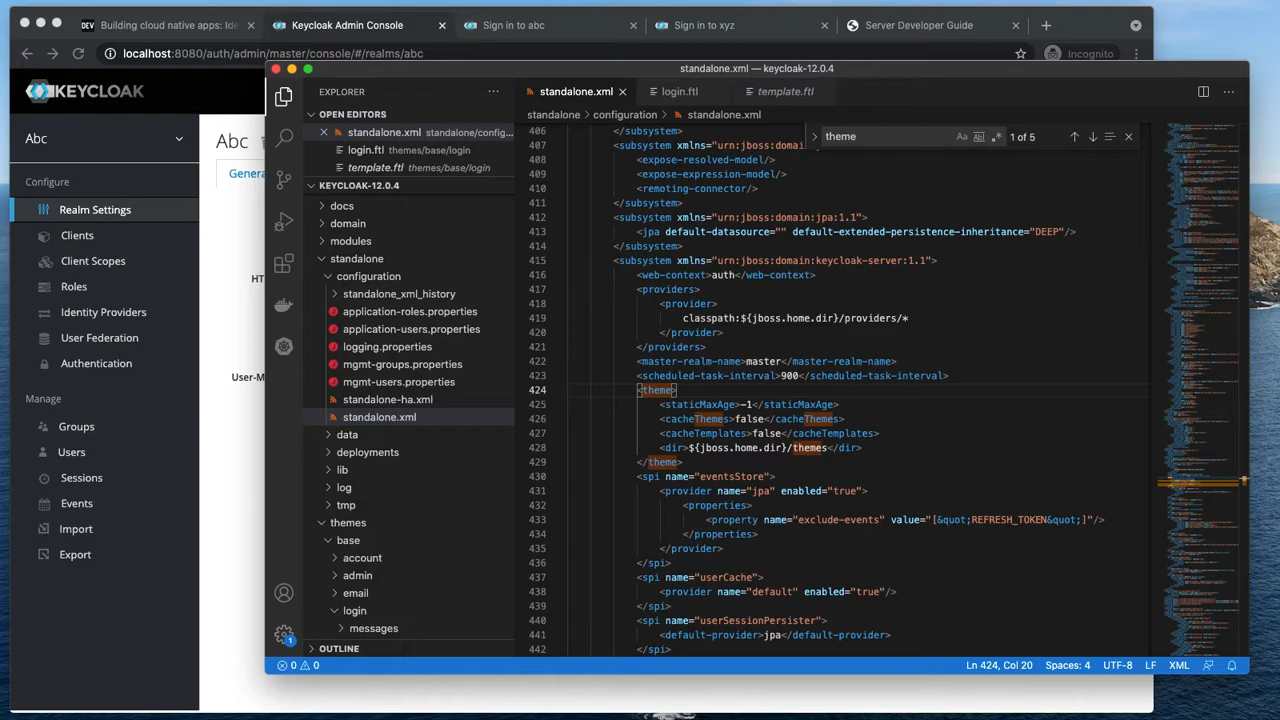 DEV Building cloud native apps: Id
Keycloak Admin Console
Sign in to abc
Sign in to xyz
Server Developer Guide
localhost:8080/auth/admin/master/console/#/realms/abc
Incognito
standalone.xml — keycloak-12.0.4
KEYCLOAK
Abc
Configure
Realm Settings
Clients
Client Scopes
Roles
Identity Providers
User Federation
Authentication
Manage
Groups
Users
Sessions
Events
Import
Export
Abc
Genera
HT
User-M
EXPLORER
OPEN EDITORS
standalone.xml standalone/config...
login.ftl themes/base/login
template.ftl themes/base/login
KEYCLOAK-12.0.4
docs
domain
modules
standalone
configuration
standalone_xml_history
application-roles.properties
application-users.properties
logging.properties
mgmt-groups.properties
mgmt-users.properties
standalone-ha.xml
standalone.xml
data
deployments
lib
log
tmp
themes
base
account
admin
email
login
messages
OUTLINE
standalone.xml
login.ftl
template.ftl
standalone > configuration > standalone.xml
theme
Aa
1 of 5
406 </subsystem>
407 <subsystem xmlns="urn:jboss:domai
408 <expose-resolved-model/>
409 <expose-expression-model/>
410 <remoting-connector/>
411 </subsystem>
412 <subsystem xmlns="urn:jboss:domain:jpa:1.1">
413 <jpa default-datasource="" default-extended-persistence-inheritance="DEEP"/>
414 </subsystem>
415 <subsystem xmlns="urn:jboss:domain:keycloak-server:1.1">
416 <web-context>auth</web-context>
417 <providers>
418 <provider>
419 classpath:${jboss.home.dir}/providers/*
420 </provider>
421 </providers>
422 <master-realm-name>master</master-realm-name>
423 <scheduled-task-interval>900</scheduled-task-interval>
424 <theme>
425 <staticMaxAge>-1</staticMaxAge>
426 <cacheThemes>false</cacheThemes>
427 <cacheTemplates>false</cacheTemplates>
428 <dir>${jboss.home.dir}/themes</dir>
429 </theme>
430 <spi name="eventsStore">
431 <provider name="jpa" enabled="true">
432 <properties>
433 <property name="exclude-events" value="[&quot;REFRESH_TOKEN&quot;]"/>
434 </properties>
435 </provider>
436 </spi>
437 <spi name="userCache">
438 <provider name="default" enabled="true"/>
439 </spi>
440 <spi name="userSessionPersister">
441 <default-provider>jpa</default-provider>
442 </spi>
1
0 0
Ln 424, Col 20
Spaces: 4
UTF-8
LF
XML